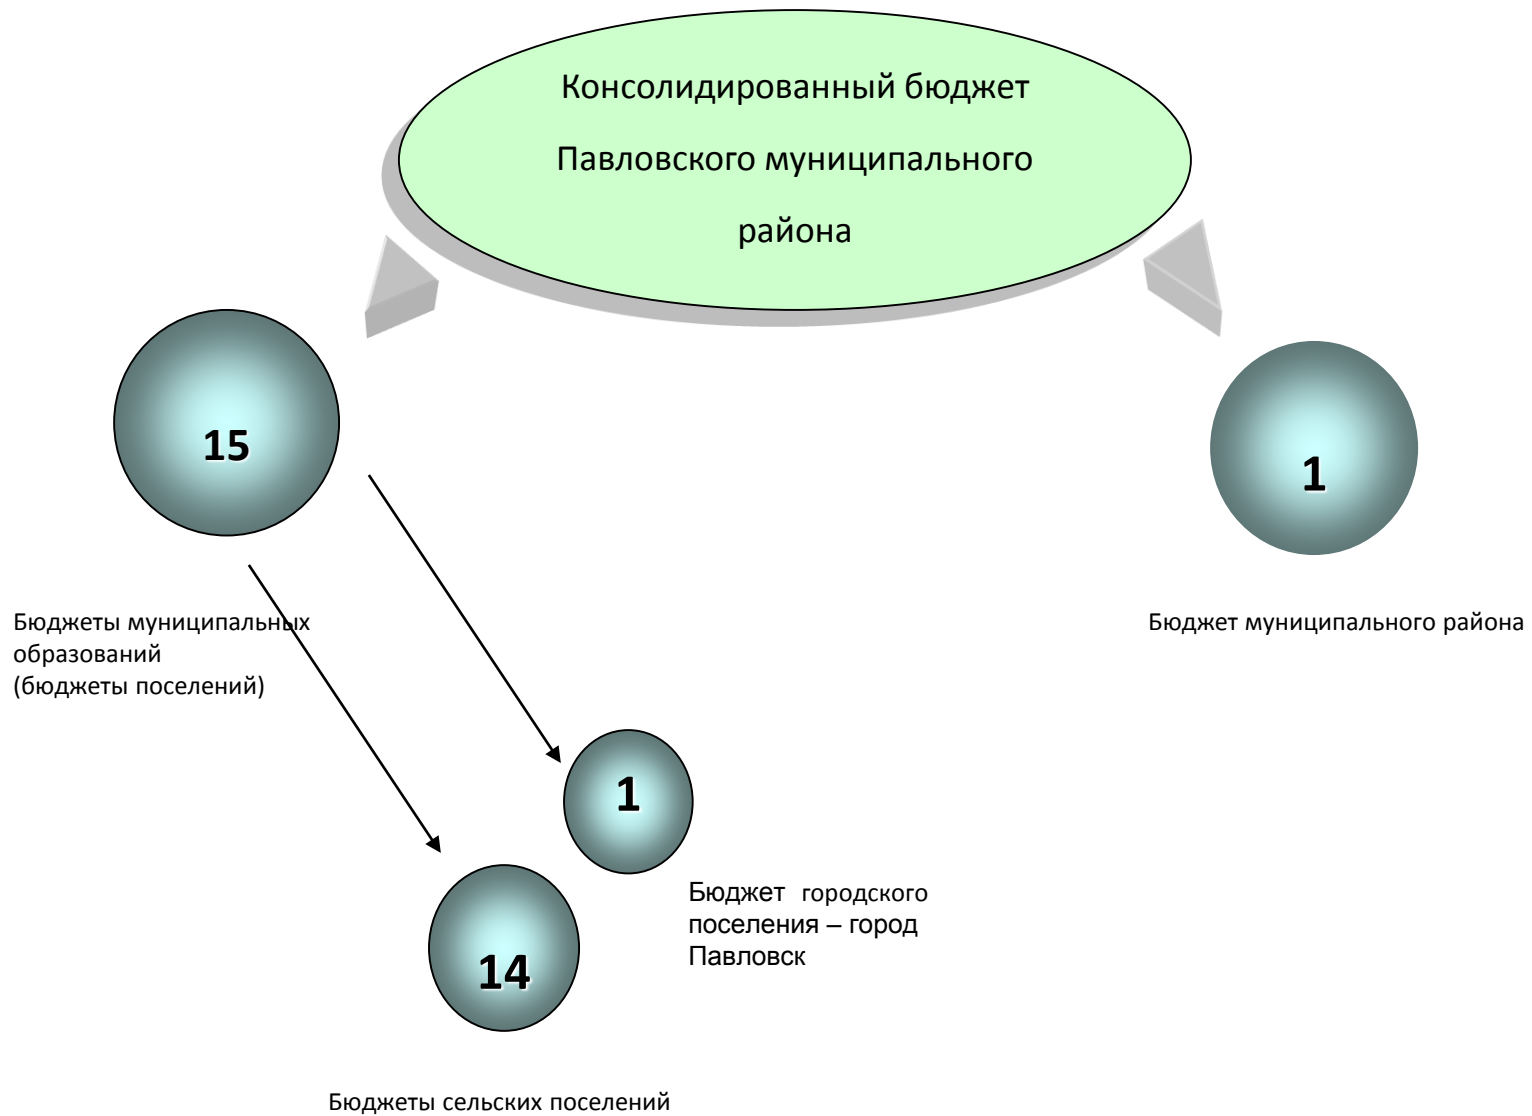 Консолидированный бюджет
Павловского муниципального
района
15
1
Бюджеты муниципальных
образований
(бюджеты поселений)
Бюджет муниципального района
1
Бюджет городского
поселения – город
Павловск
14
Бюджеты сельских поселений